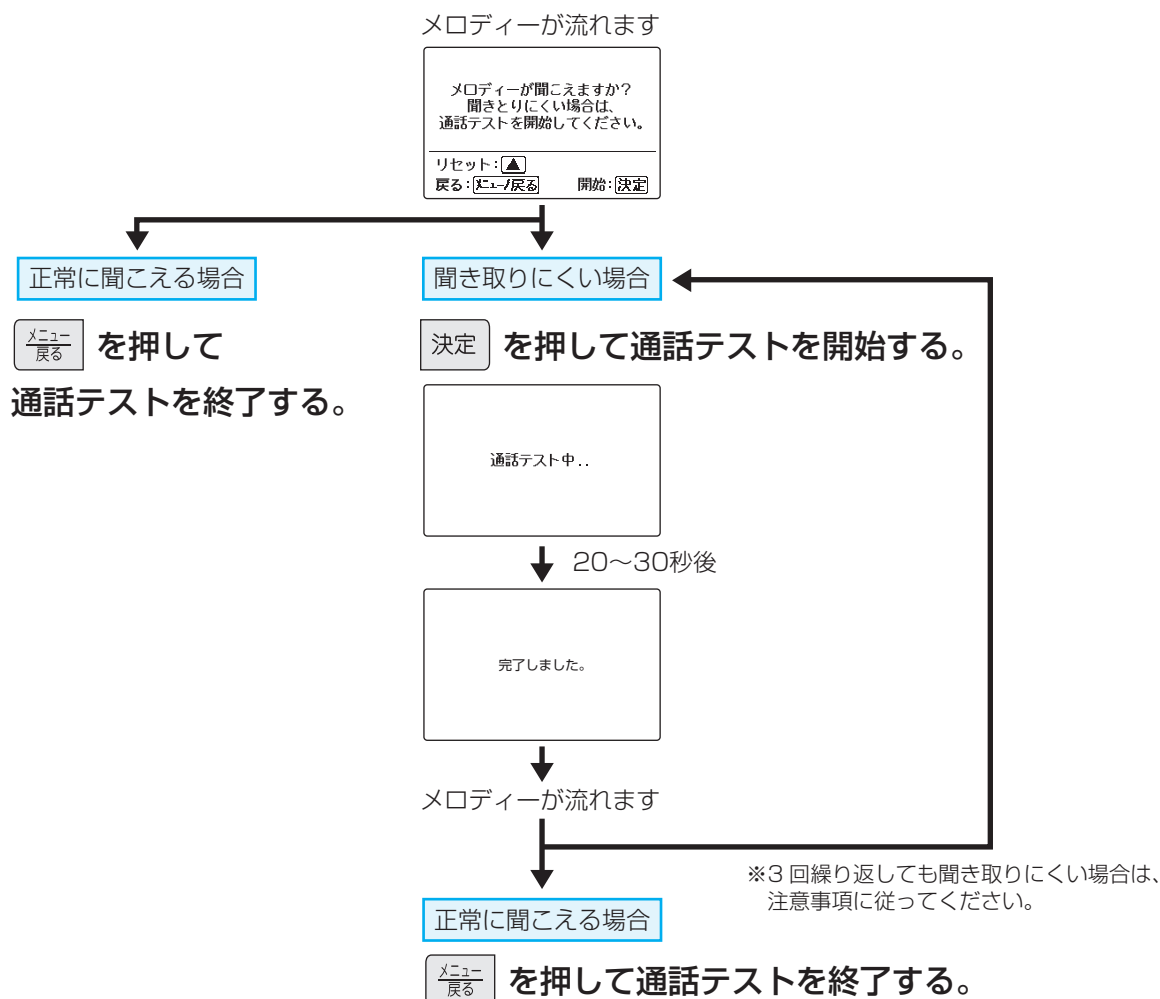 メロディーが流れます
メロディーが聞こえますか?
聞きとりにくい場合は、
通話テストを開始してください。
リセット:▲
戻る:メニュー/戻る 開始:決定
正常に聞こえる場合
聞き取りにくい場合
メニュー
戻る
を押して
通話テストを終了する。
決定 を押して通話テストを開始する。
通話テスト中..
20〜30秒後
完了しました。
メロディーが流れます
※3回繰り返しても聞き取りにくい場合は、
注意事項に従ってください。
正常に聞こえる場合
メニュー
戻る
を押して通話テストを終了する。